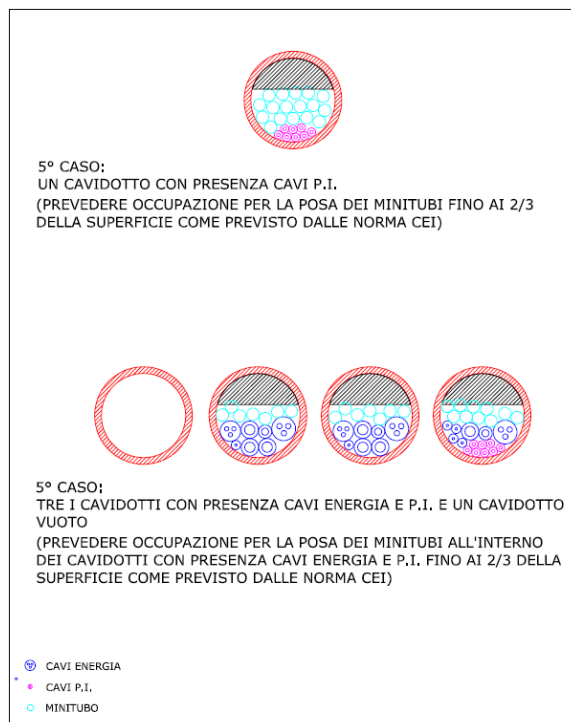 5° CASO:
UN CAVIDOTTO CON PRESENZA CAVI P.I.
(PREVEDERE OCCUPAZIONE PER LA POSA DEI MINITUBI FINO AI 2/3
DELLA SUPERFICIE COME PREVISTO DALLE NORMA CEI)
5° CASO:
TRE I CAVIDOTTI CON PRESENZA CAVI ENERGIA E P.I. E UN CAVIDOTTO
VUOTO
(PREVEDERE OCCUPAZIONE PER LA POSA DEI MINITUBI ALL'INTERNO
DEI CAVIDOTTI CON PRESENZA CAVI ENERGIA E P.I. FINO AI 2/3 DELLA
SUPERFICIE COME PREVISTO DALLE NORMA CEI)
CAVI ENERGIA
CAVI P.I.
MINITUBO